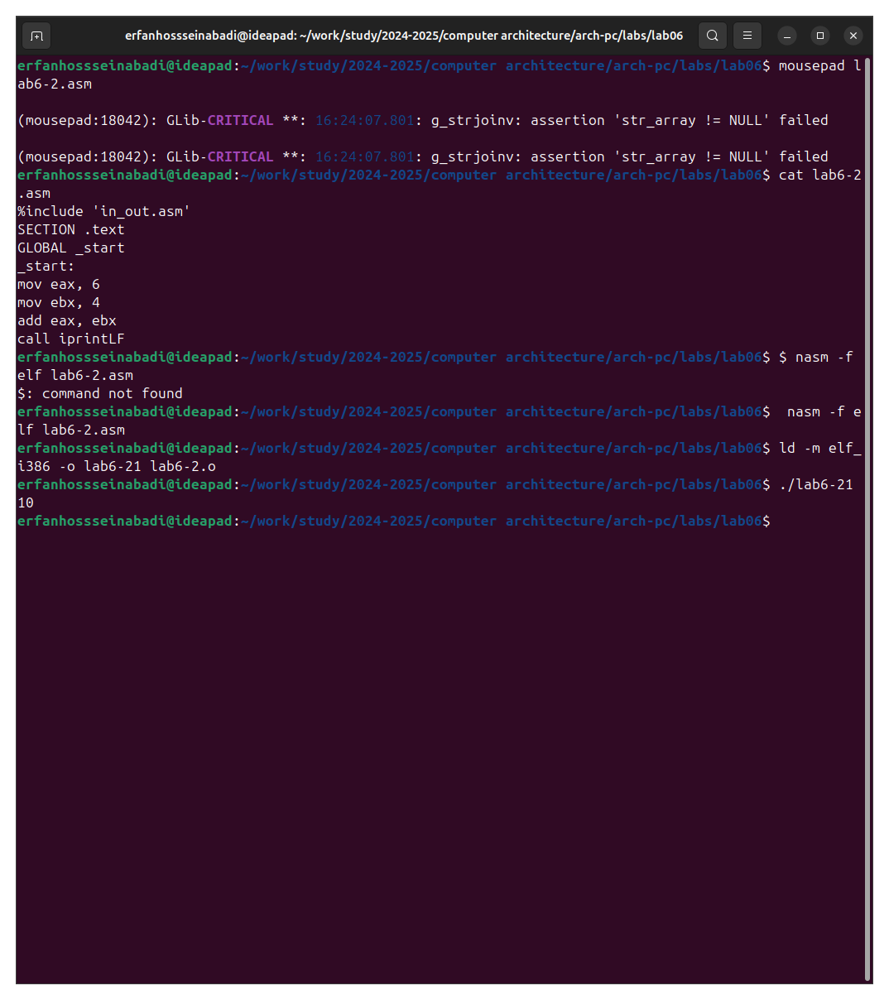 erfanhossseinabadi@ideapad: ~/work/study/2024-2025/computer architecture/arch-pc/labs/lab06
erfanhossseinabadi@ideapad:~/work/study/2024-2025/computer architecture/arch-pc/labs/lab06$ mousepad l
ab6-2.asm
(mousepad:18042): GLib-CRITICAL **: 16:24:07.801: g_strjoinv: assertion 'str_array != NULL' failed
(mousepad:18042): GLib-CRITICAL **: 16:24:07.801: g_strjoinv: assertion 'str_array != NULL' failed
erfanhossseinabadi@ideapad:~/work/study/2024-2025/computer architecture/arch-pc/labs/lab06$ cat lab6-2
.asm
%include 'in_out.asm'
SECTION .text
GLOBAL _start
_start:
mov eax, 6
mov ebx, 4
add eax, ebx
call iprintLF
erfanhossseinabadi@ideapad:~/work/study/2024-2025/computer architecture/arch-pc/labs/lab06$ $ nasm -f
elf lab6-2.asm
$: command not found
erfanhossseinabadi@ideapad:~/work/study/2024-2025/computer architecture/arch-pc/labs/lab06$  nasm -f e
lf lab6-2.asm
erfanhossseinabadi@ideapad:~/work/study/2024-2025/computer architecture/arch-pc/labs/lab06$ ld -m elf_
i386 -o lab6-21 lab6-2.o
erfanhossseinabadi@ideapad:~/work/study/2024-2025/computer architecture/arch-pc/labs/lab06$ ./lab6-21
10
erfanhossseinabadi@ideapad:~/work/study/2024-2025/computer architecture/arch-pc/labs/lab06$